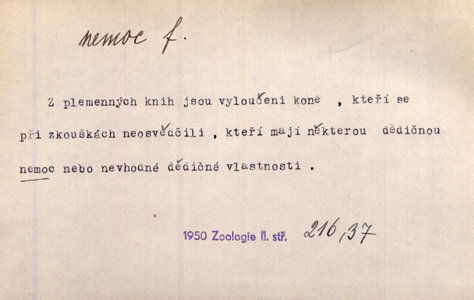 nemoc f.
Z plemenných knih jsou vyloučeni koně , kteří se
při zkouškách neosvědčili , kteří mají některou dědičnou
nemoc nebo nevhodné dědičné vlastnosti .
1950 Zoologie II. stř. 216,37